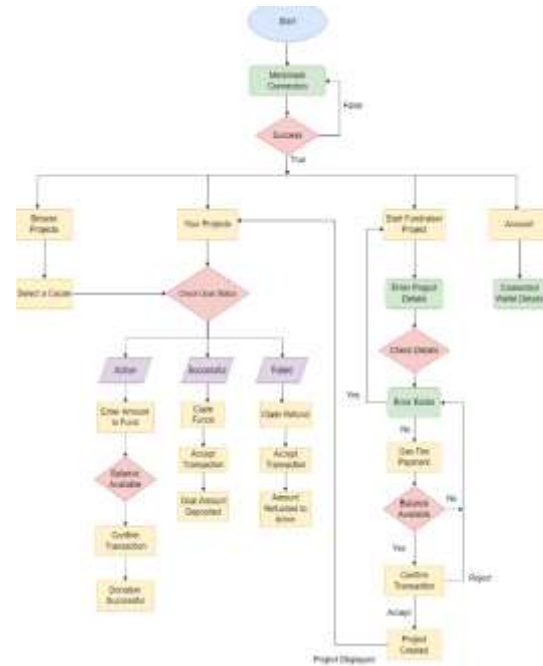 Start
Metamask
Connection
False
Success
True
Browse
Projects
Your Projects
Start Fundraiser
Project
Account
Select a Cause
Check User Status
Enter Project
Details
Connected
Wallet Details
Check Details
Active
Successful
Failed
Yes
Error Exists
Enter Amount
to Fund
Claim
Funds
Claim Refund
No
Gas Fee
Payment
Balance
Available
Accept
Transaction
Accept
Transaction
Balance
Available
No
Goal Amount
Deposited
Amount
Refunded to
Confirm
Transaction
Yes
Confirm
Transaction
Reject
Donation
Successful
Accept
Project
Created
Project Displayed